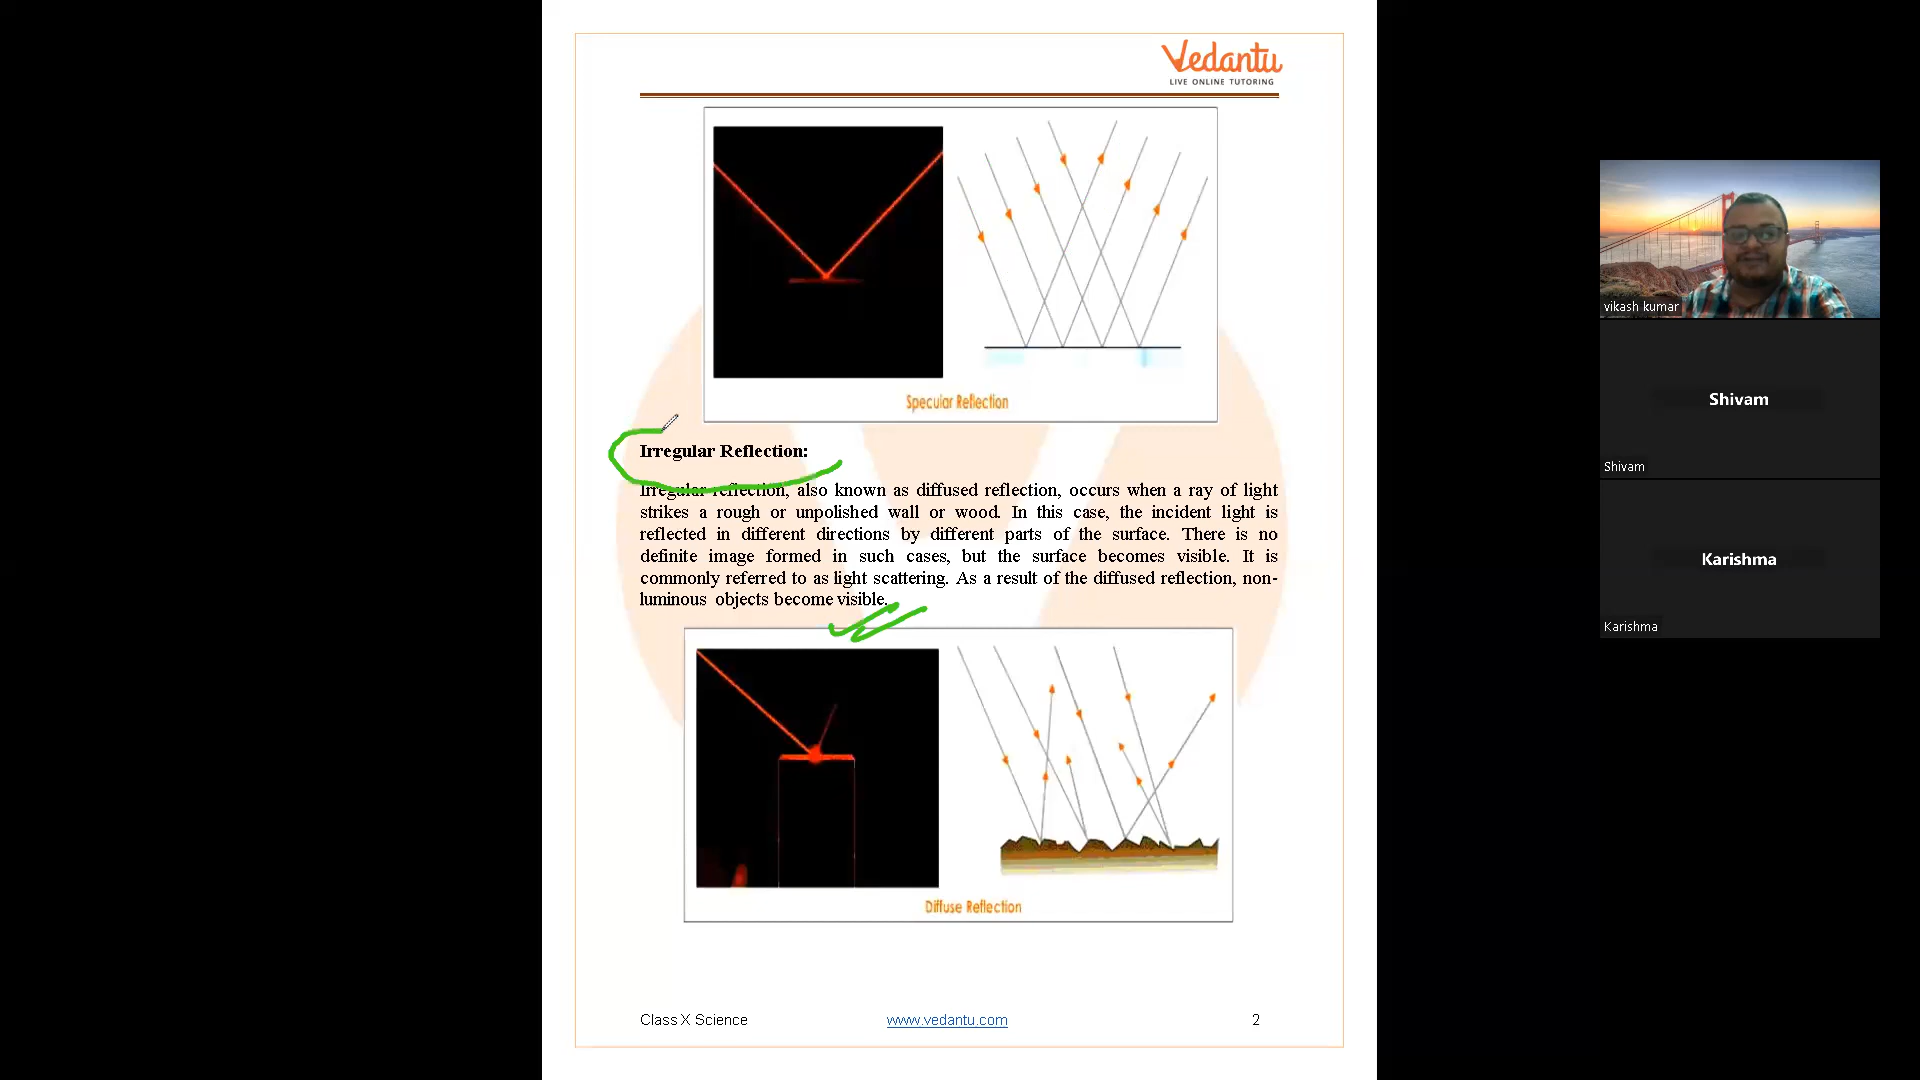 Vedantu
LIVE ONLINE TUTORING
Specular Reflection
Irregular Reflection:
Irregular reflection, also known as diffused reflection, occurs when a ray of light
strikes a rough or unpolished wall or wood. In this case, the incident light is
reflected in different directions by different parts of the surface. There is no
definite image formed in such cases, but the surface becomes visible. It is
commonly referred to as light scattering. As a result of the diffused reflection, non-
luminous objects become visible.
Diffuse Reflection
Class X Science
www.vedantu.com
2
vikash kumar
Shivam
Shivam
Karishma
Karishma